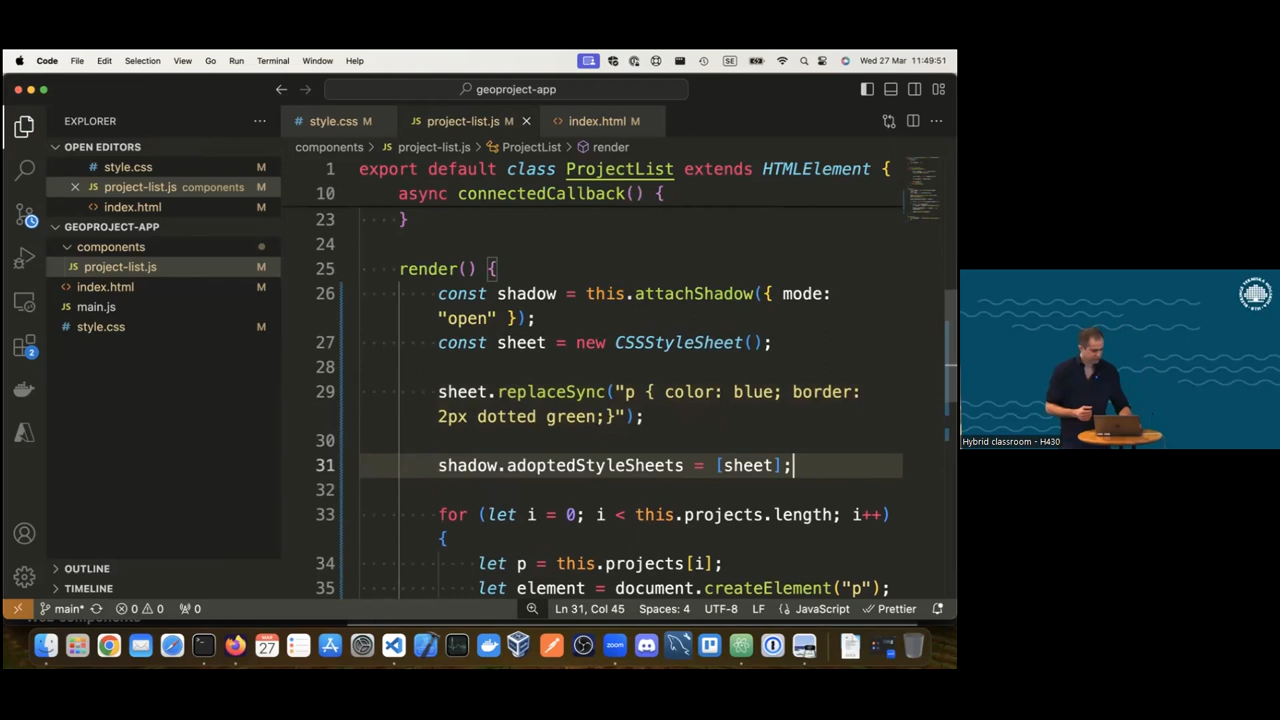 Code File Edit Selection View Go Run Terminal Window Help SE Wed 27 Mar 11:49:51
geoproject-app
EXPLORER
style.css M
project-list.js M
index.html M
OPEN EDITORS
style.css M
project-list.js components M
index.html M
GEOPROJECT-APP
components
project-list.js M
index.html M
main.js
style.css M
OUTLINE
TIMELINE
components > project-list.js > ProjectList > render
1 export default class ProjectList extends HTMLElement {
10 async connectedCallback() {
23 }
24
25 render() {
26 const shadow = this.attachShadow({ mode:
"open" });
27 const sheet = new CSSStyleSheet();
28
29 sheet.replaceSync("p { color: blue; border:
2px dotted green;}");
30
31 shadow.adoptedStyleSheets = [sheet];
32
33 for (let i = 0; i < this.projects.length; i++)
{
34 let p = this.projects[i];
35 let element = document.createElement("p");
2
main* 0 0 0 Ln 31, Col 45 Spaces: 4 UTF-8 LF JavaScript Prettier
MAR
27
zoom
Hybrid classroom - H430